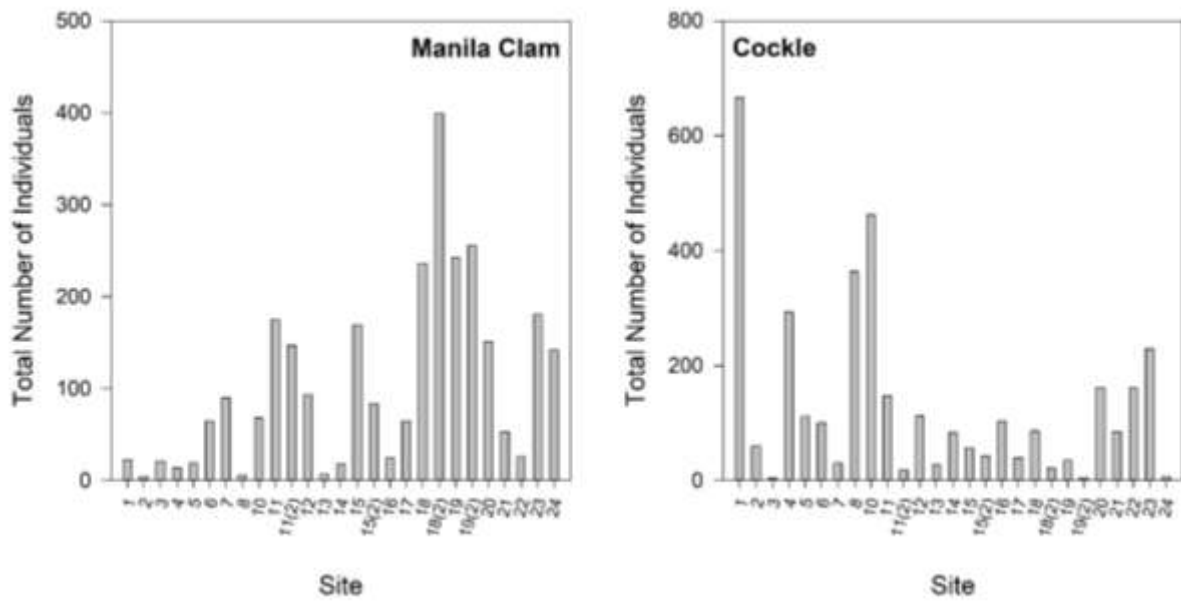 Manila Clam
Total Number of Individuals
500
400
300
200
100
0
1 2 3 4 5 6 7 8 10 11 11(2) 12 13 14 15 15(2) 16 17 18 18(2) 19 19(2) 20 21 22 23 24
Site
Cockle
Total Number of Individuals
800
600
400
200
0
1 2 3 4 5 6 7 8 10 11 11(2) 12 13 14 15 15(2) 16 17 18 18(2) 19 19(2) 20 21 22 23 24
Site